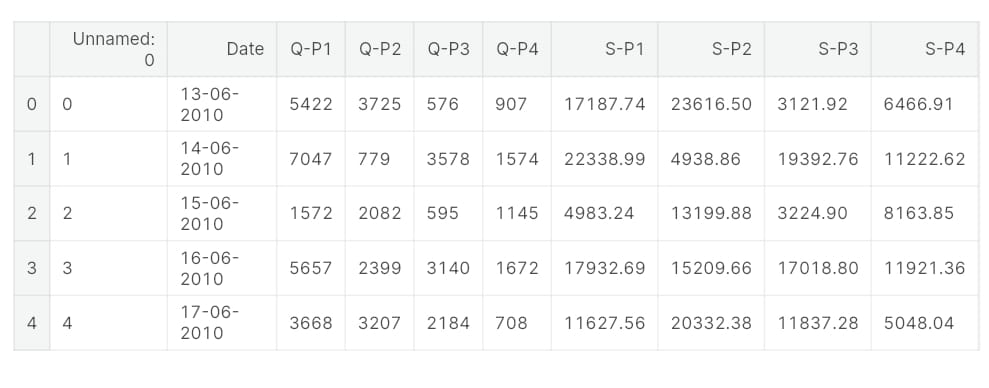 Unnamed: 0 Date Q-P1 Q-P2 Q-P3 Q-P4 S-P1 S-P2 S-P3 S-P4
0 0 13-06-2010 5422 3725 576 907 17187.74 23616.50 3121.92 6466.91
1 1 14-06-2010 7047 779 3578 1574 22338.99 4938.86 19392.76 11222.62
2 2 15-06-2010 1572 2082 595 1145 4983.24 13199.88 3224.90 8163.85
3 3 16-06-2010 5657 2399 3140 1672 17932.69 15209.66 17018.80 11921.36
4 4 17-06-2010 3668 3207 2184 708 11627.56 20332.38 11837.28 5048.04